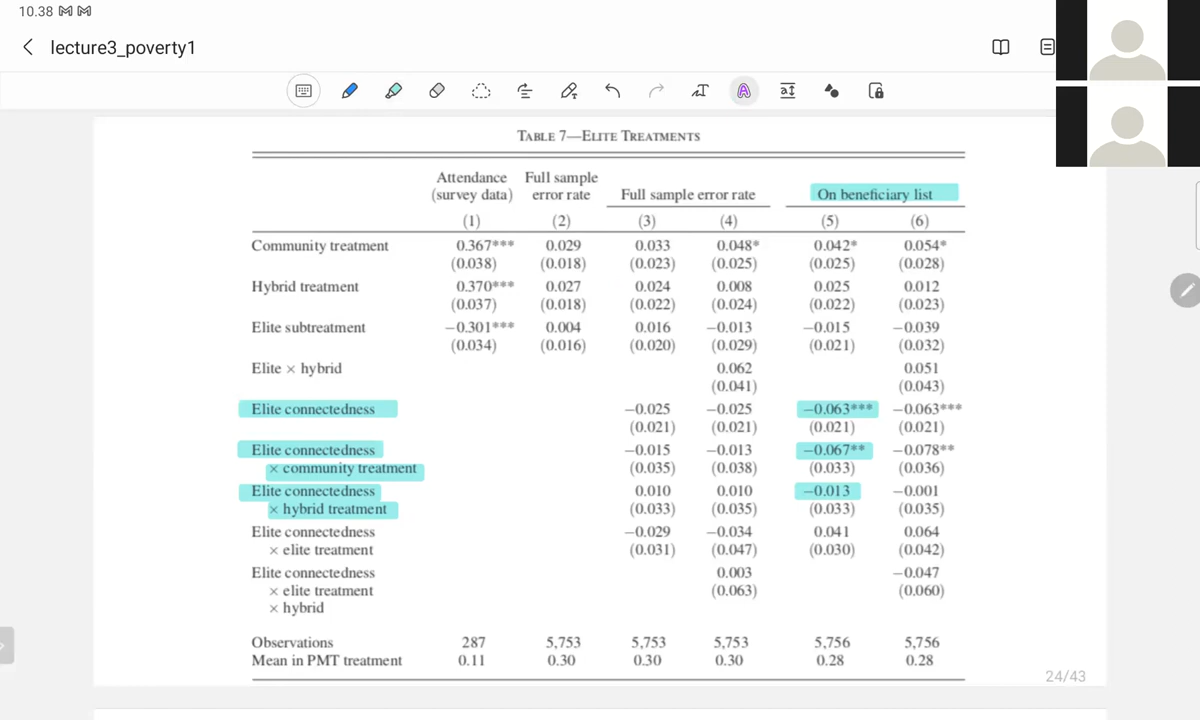 10.38
lecture3_poverty1
TABLE 7—ELITE TREATMENTS
Attendance (survey data) Full sample error rate Full sample error rate On beneficiary list
(1) (2) (3) (4) (5) (6)
Community treatment 0.367*** 0.029 0.033 0.048* 0.042* 0.054*
(0.038) (0.018) (0.023) (0.025) (0.025) (0.028)
Hybrid treatment 0.370*** 0.027 0.024 0.008 0.025 0.012
(0.037) (0.018) (0.022) (0.024) (0.022) (0.023)
Elite subtreatment −0.301*** 0.004 0.016 −0.013 −0.015 −0.039
(0.034) (0.016) (0.020) (0.029) (0.021) (0.032)
Elite × hybrid 0.062 0.051
(0.041) (0.043)
Elite connectedness −0.025 −0.025 −0.063*** −0.063***
(0.021) (0.021) (0.021) (0.021)
Elite connectedness −0.015 −0.013 −0.067** −0.078**
× community treatment (0.035) (0.038) (0.033) (0.036)
Elite connectedness 0.010 0.010 −0.013 −0.001
× hybrid treatment (0.033) (0.035) (0.033) (0.035)
Elite connectedness −0.029 −0.034 0.041 0.064
× elite treatment (0.031) (0.047) (0.030) (0.042)
Elite connectedness 0.003 −0.047
× elite treatment (0.063) (0.060)
× hybrid
Observations 287 5,753 5,753 5,753 5,756 5,756
Mean in PMT treatment 0.11 0.30 0.30 0.30 0.28 0.28
24/43